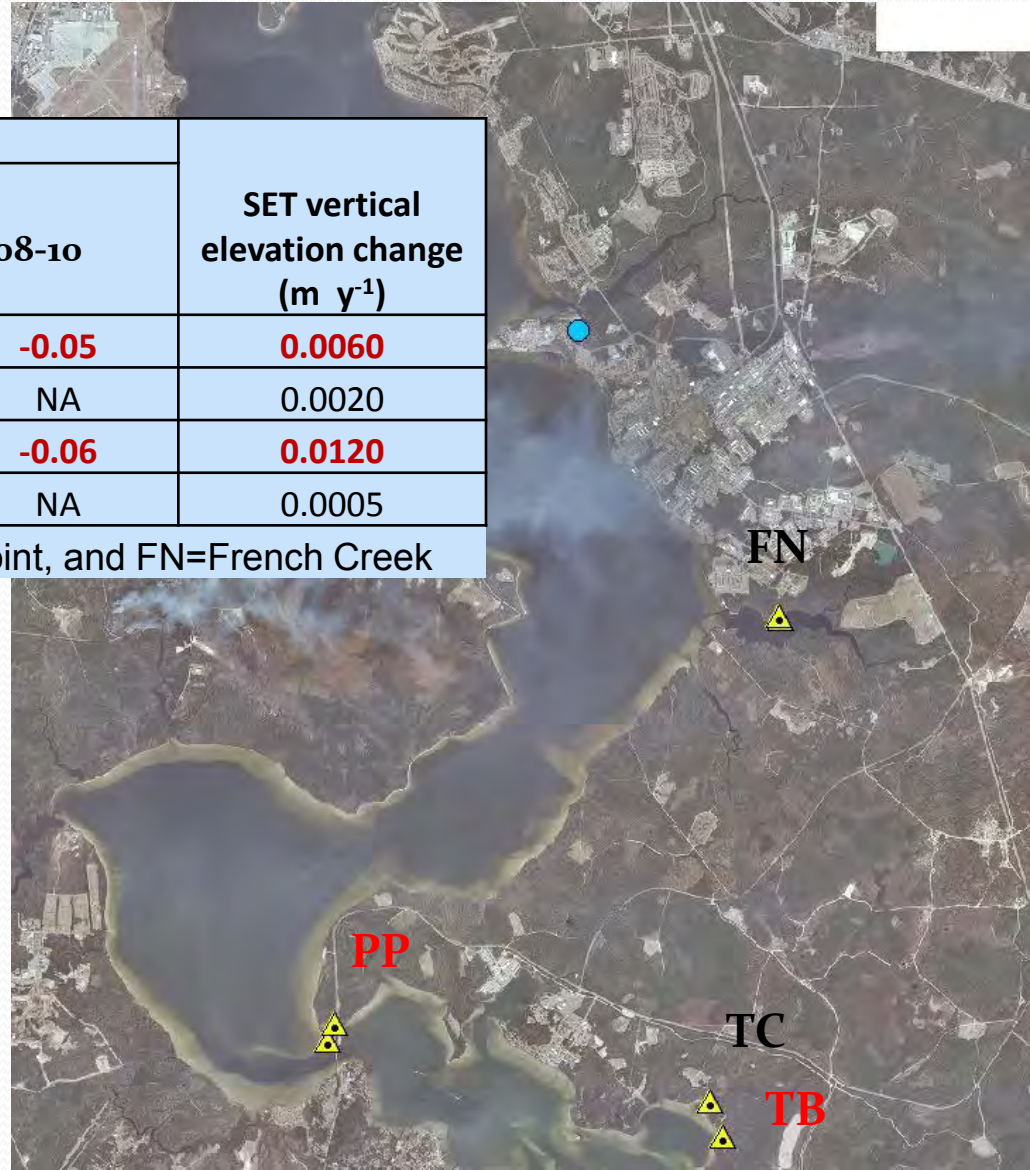 SET vertical
08-10 elevation change
(m y-1)
-0.05 0.0060
NA 0.0020
-0.06 0.0120
NA 0.0005
int, and FN=French Creek
FN
PP
TC
TB